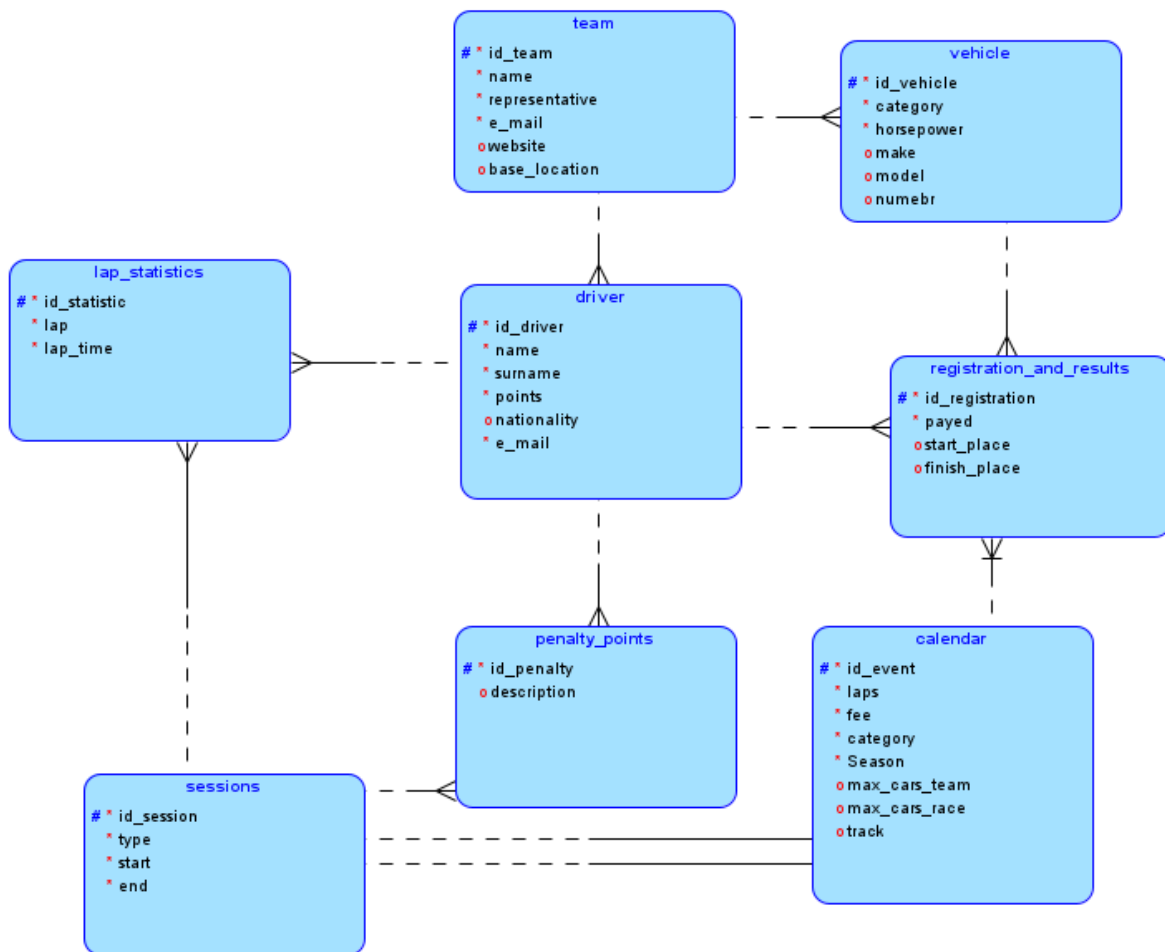 team
# * id_team
* name
* representative
* e_mail
o website
o base_location
vehicle
# * id_vehicle
* category
* horsepower
o make
o model
o numebr
lap_statistics
# * id_statistic
* lap
* lap_time
driver
# * id_driver
* name
* surname
* points
o nationality
* e_mail
registration_and_results
# * id_registration
* payed
o start_place
o finish_place
penalty_points
# * id_penalty
o description
calendar
# * id_event
* laps
* fee
* category
* Season
o max_cars_team
o max_cars_race
o track
sessions
# * id_session
* type
* start
* end